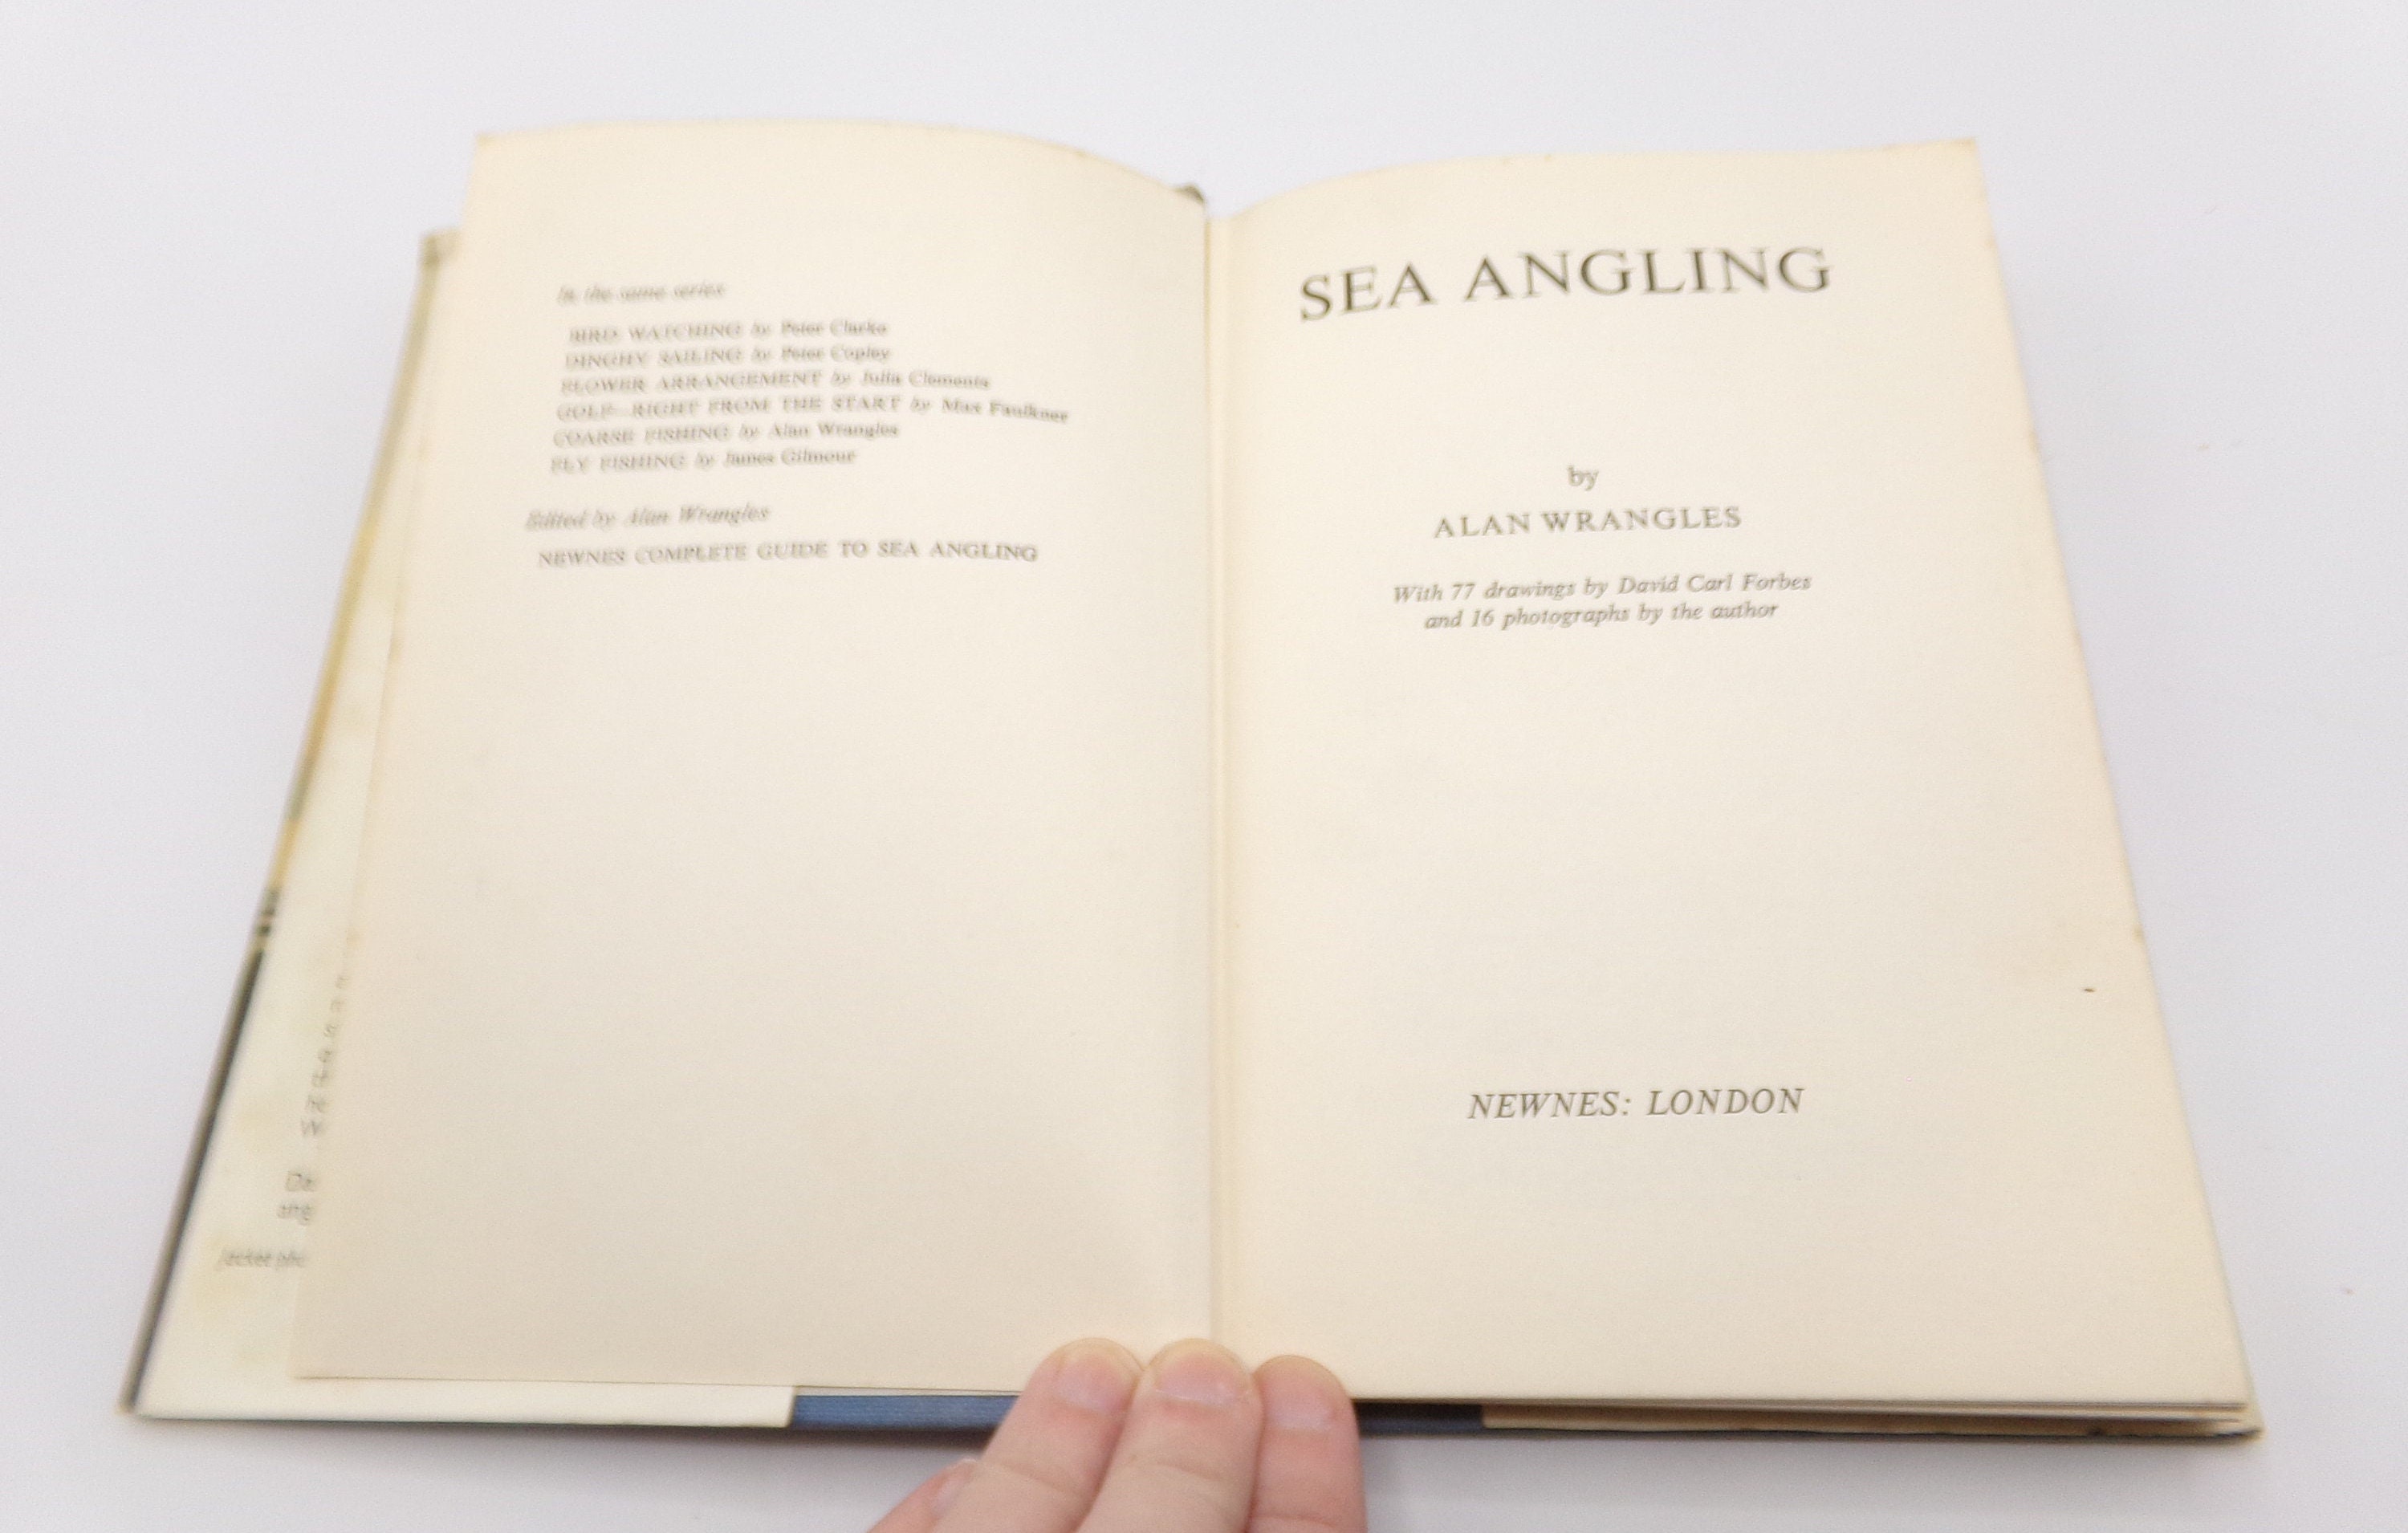 In the same series
BIRD WATCHING by Peter Clarke
DINGHY SAILING by Peter Copley
FLOWER ARRANGEMENT by Julia Clements
GOLF—RIGHT FROM THE START by Max Faulkner
COARSE FISHING by Alan Wrangles
FLY FISHING by James Gilmour
Edited by Alan Wrangles
NEWNES COMPLETE GUIDE TO SEA ANGLING
ang
Jacket pho
SEA ANGLING
by
ALAN WRANGLES
With 77 drawings by David Carl Forbes
and 16 photographs by the author
NEWNES: LONDON